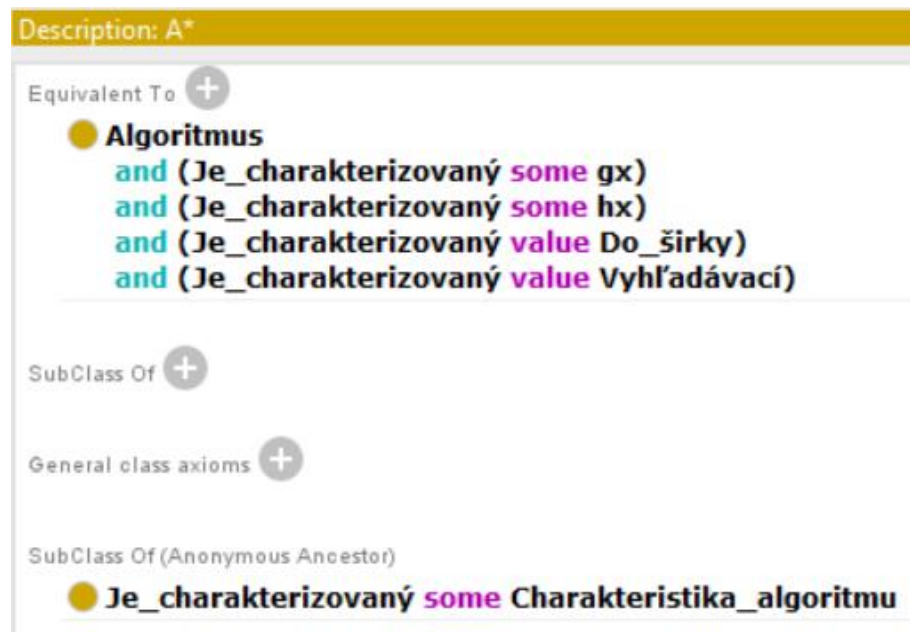 Description: A*
Equivalent To
Algoritmus
and (Je_charakterizovaný some gx)
and (Je_charakterizovaný some hx)
and (Je_charakterizovaný value Do_širky)
and (Je_charakterizovaný value Vyhľadávací)
SubClass Of
General class axioms
SubClass Of (Anonymous Ancestor)
Je_charakterizovaný some Charakteristika_algoritmu